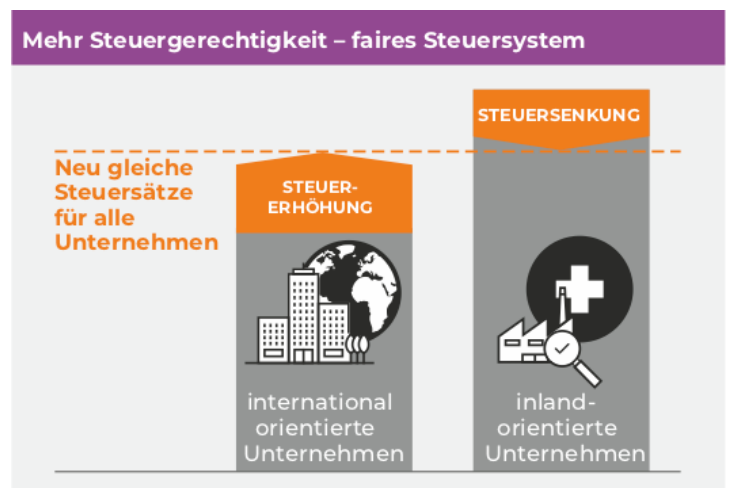 Mehr Steuergerechtigkeit – faires Steuersystem
STEUERSENKUNG
Neu gleiche
Steuersätze
für alle
Unternehmen
STEUER-
ERHÖHUNG
international
orientierte
Unternehmen
inland-
orientierte
Unternehmen